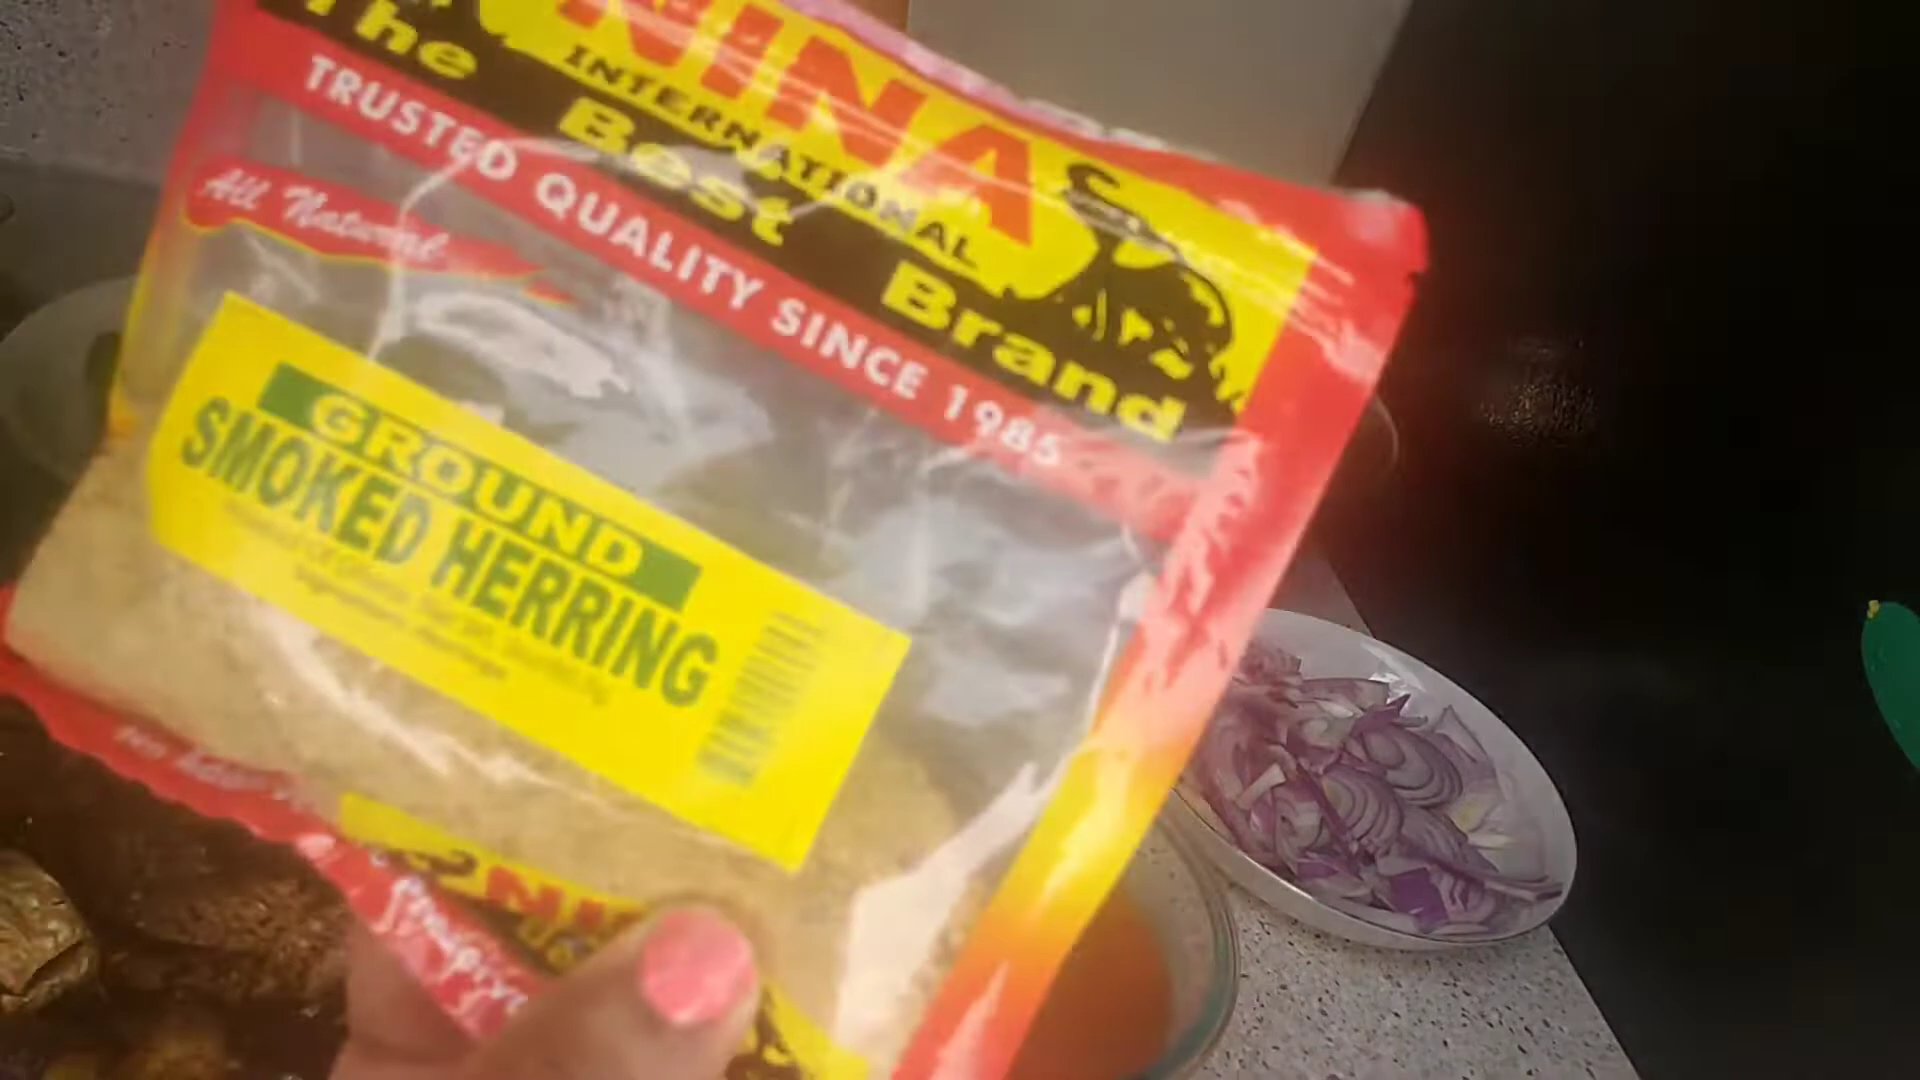 NINA
INTERNATIONAL
The Best Brand
TRUSTED QUALITY SINCE 1985
All Natural
GROUND
SMOKED HERRING